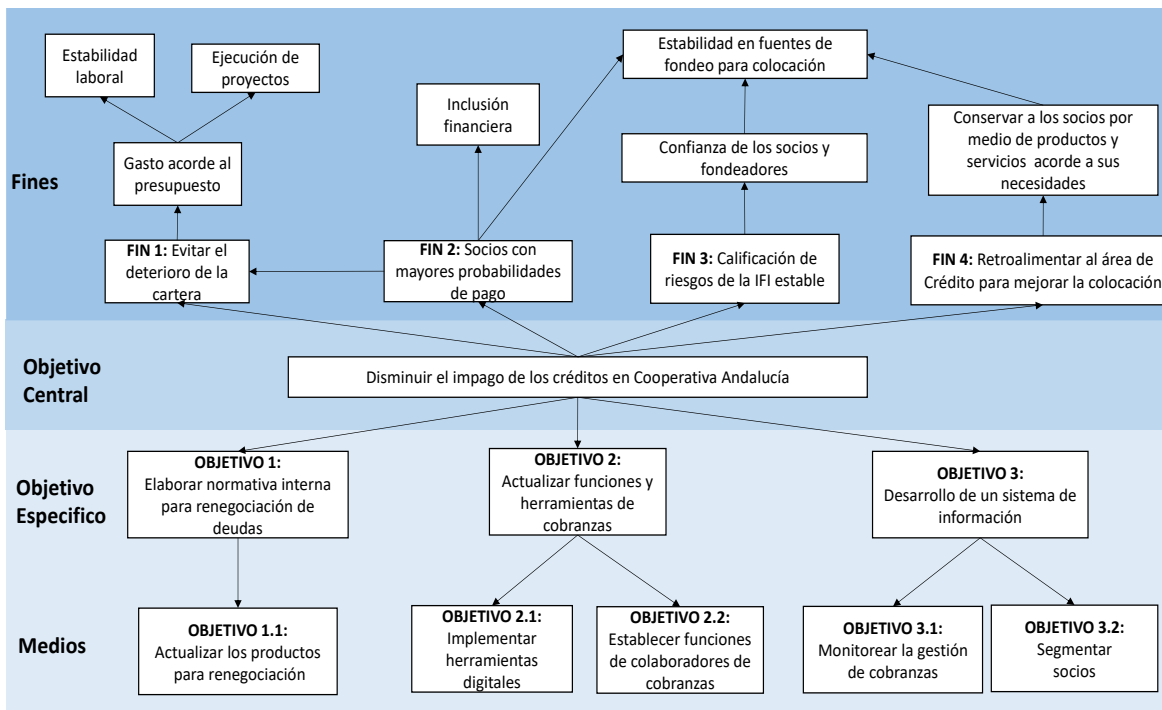 Estabilidad
laboral
Ejecución de
proyectos
Estabilidad en fuentes de
fondeo para colocación
Inclusión
financiera
Gasto acorde al
presupuesto
Confianza de los socios y
fondeadores
Conservar a los socios por
medio de productos y
servicios acorde a sus
necesidades
Fines
FIN 1: Evitar el
deterioro de la
cartera
FIN 2: Socios con
mayores probabilidades
de pago
FIN 3: Calificación de
riesgos de la IFI estable
FIN 4: Retroalimentar al área de
Crédito para mejorar la colocación
Objetivo
Central
Disminuir el impago de los créditos en Cooperativa Andalucía
Objetivo
Especifico
OBJETIVO 1:
Elaborar normativa interna
para renegociación de
deudas
OBJETIVO 2:
Actualizar funciones y
herramientas de
cobranzas
OBJETIVO 3:
Desarrollo de un sistema de
información
Medios
OBJETIVO 1.1:
Actualizar los productos
para renegociación
OBJETIVO 2.1:
Implementar
herramientas
digitales
OBJETIVO 2.2:
Establecer funciones
de colaboradores de
cobranzas
OBJETIVO 3.1:
Monitorear la gestión
de cobranzas
OBJETIVO 3.2:
Segmentar
socios